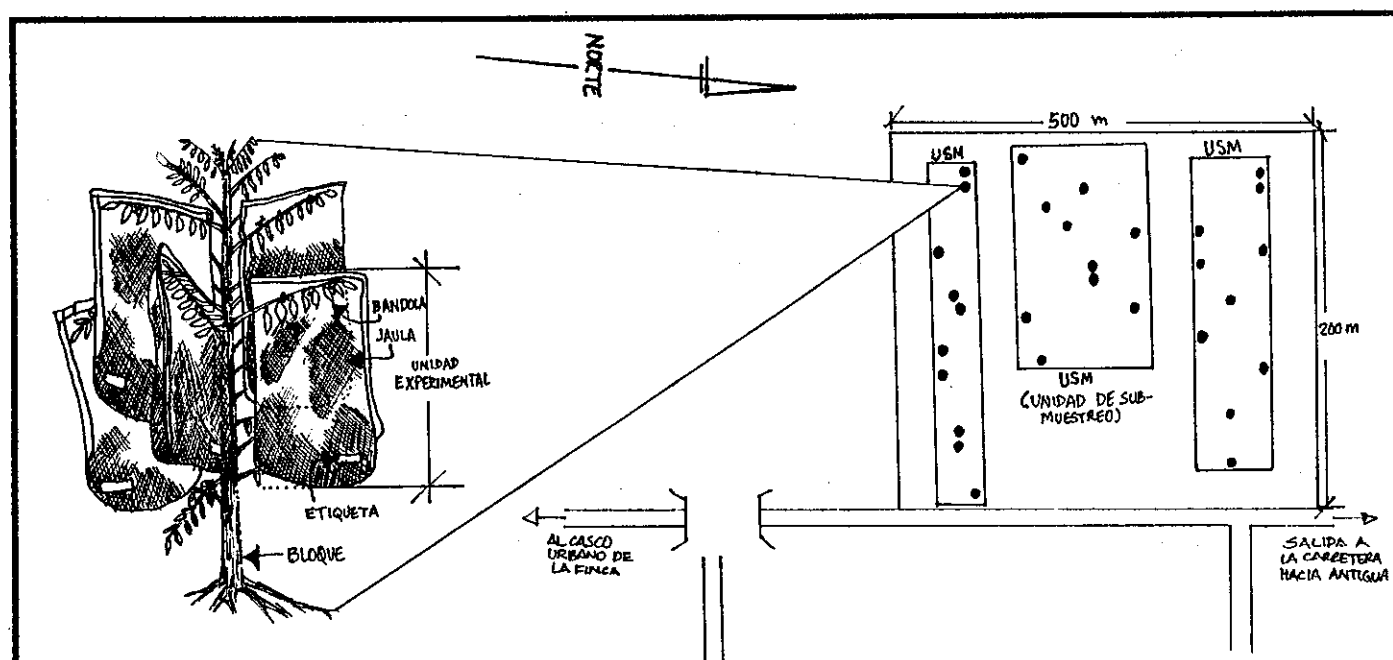 NORTE
500 m
USM
USM
200 m
BANDOLA
JAULA
UNIDAD
EXPERIMENTAL
USM
(UNIDAD DE SUB-
MUESTREO)
ETIQUETA
BLOQUE
AL CASCO
URBANO DE
LA FINCA
SALIDA A
LA CARRETERA
HACIA ANTIGUA